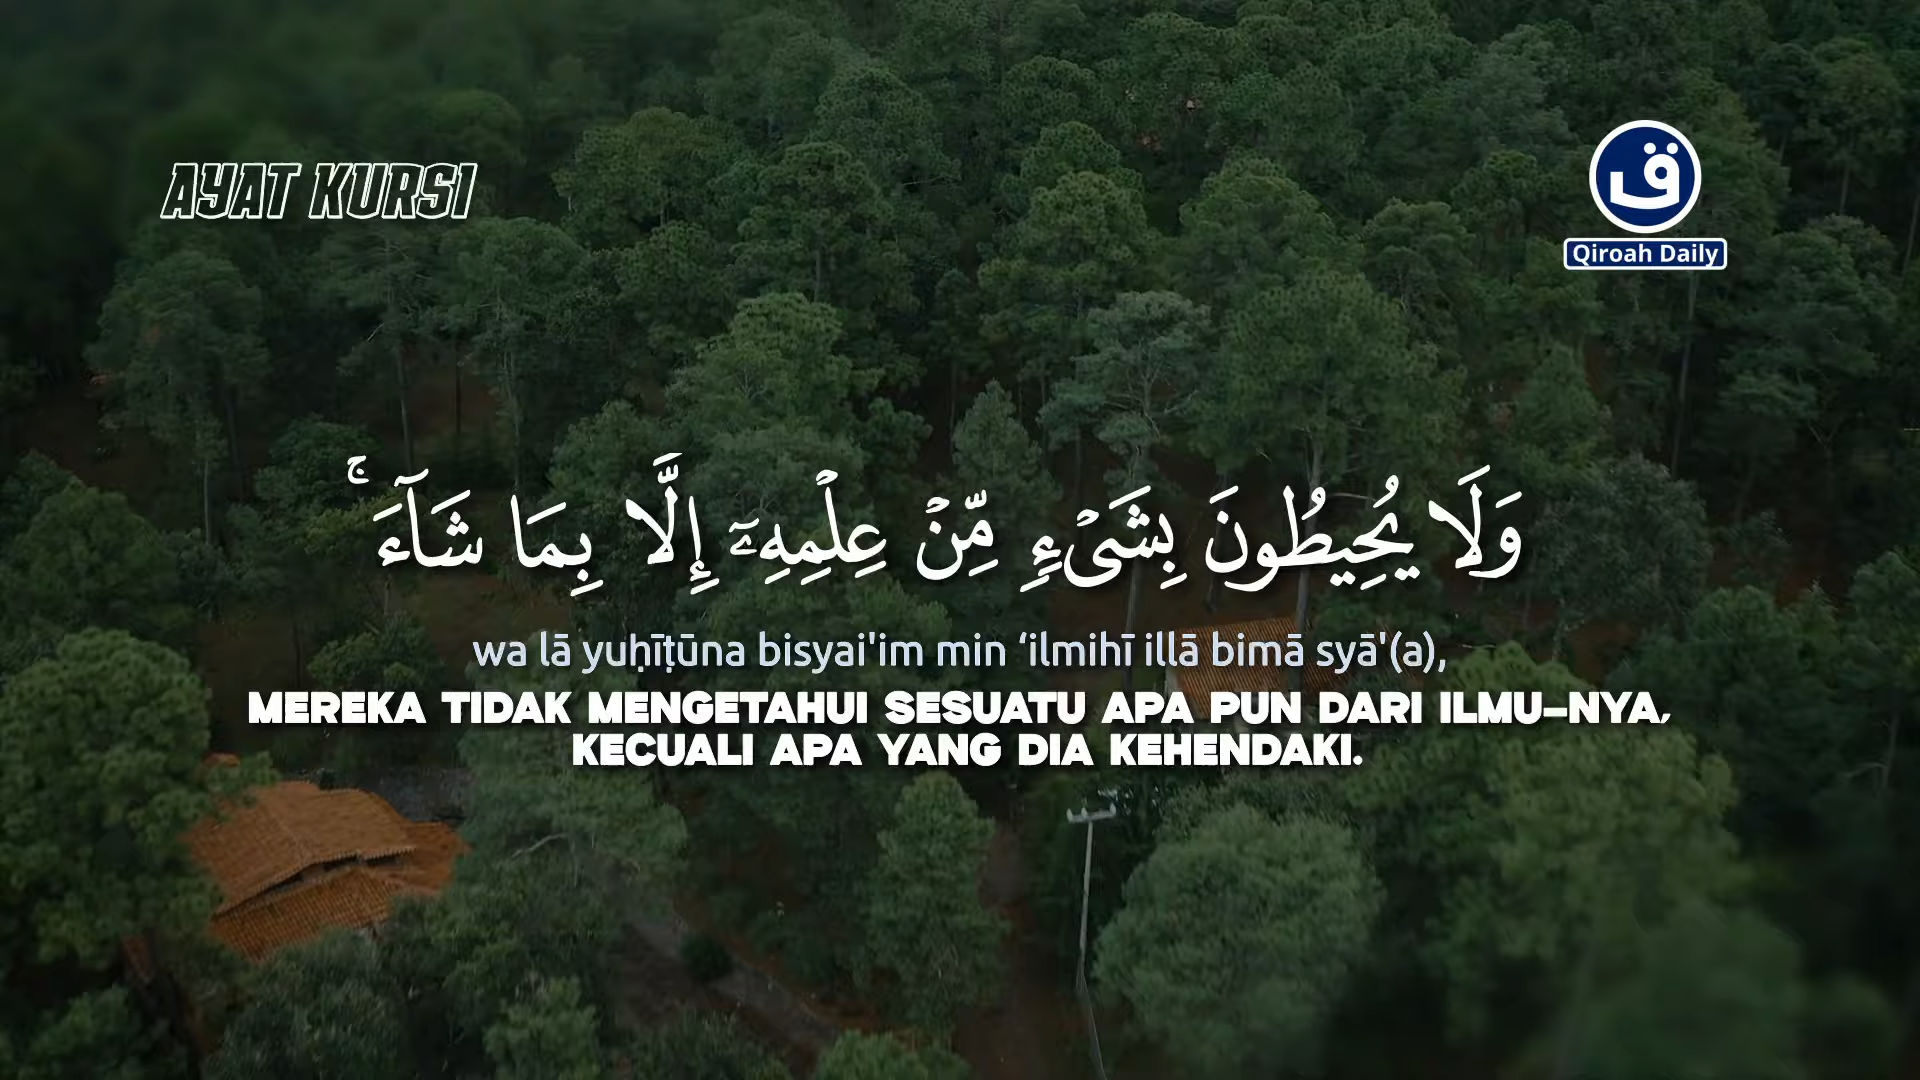 AYAT KURSI
ق
Qiroah Daily
وَلَا يُحِيطُونَ بِشَىْءٍ مِّنْ عِلْمِهِۦٓ إِلَّا بِمَا شَآءَ ۚ
wa lā yuḥīṭūna bisyai'im min ‘ilmihī illā bimā syā'(a),
MEREKA TIDAK MENGETAHUI SESUATU APA PUN DARI ILMU-NYA,
KECUALI APA YANG DIA KEHENDAKI.